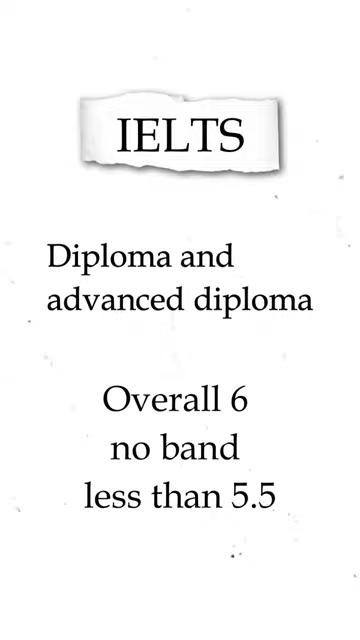 IELTS
Diploma and
advanced diploma
Overall 6
no band
less than 5.5